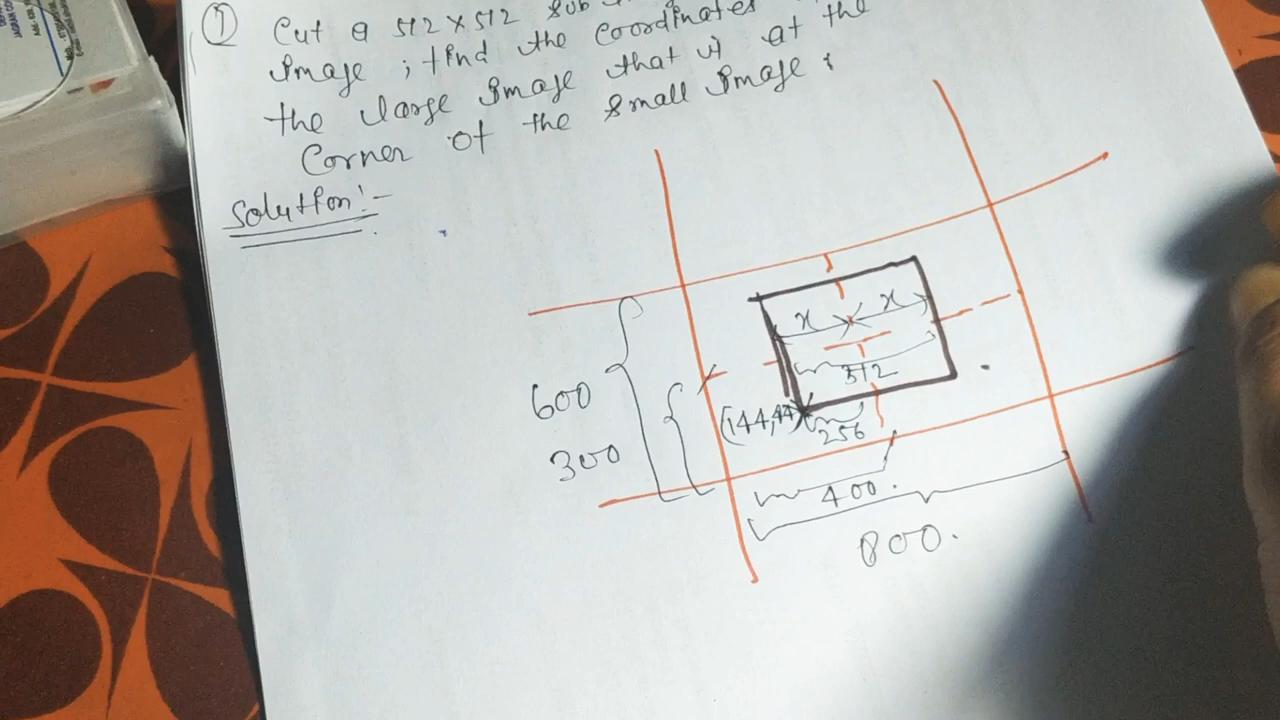 ① Cut a 512 × 512 sub
Image ; find the coordinates
the large Image that is at the
Corner of the small Image :
Solution :-
x x
512
600
(144,44)
256
300
400.
800.